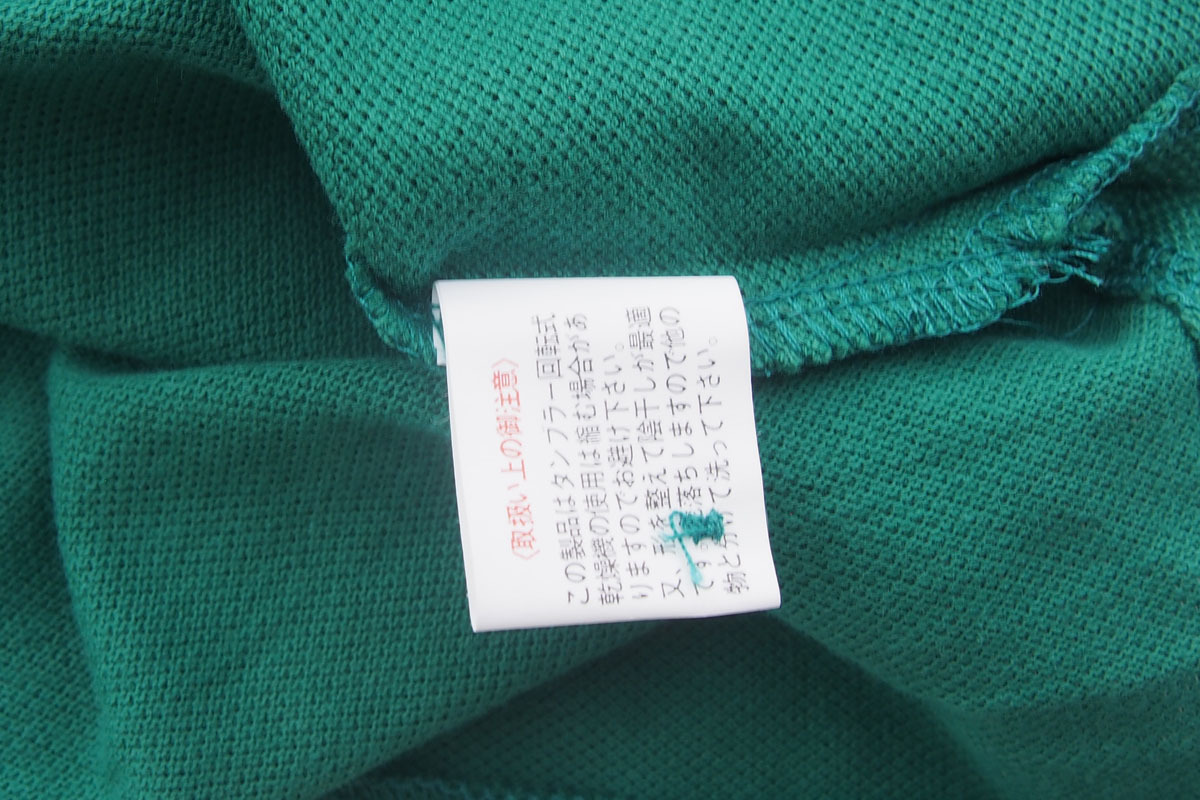 〈取扱い上の御注意〉
この製品はタンブラー回転式
乾燥機の使用は縮む場合があ
りますのでお避け下さい。
又、形を整えて陰干しが最適
です。 落ちしますので他の
物と分けて洗って下さい。